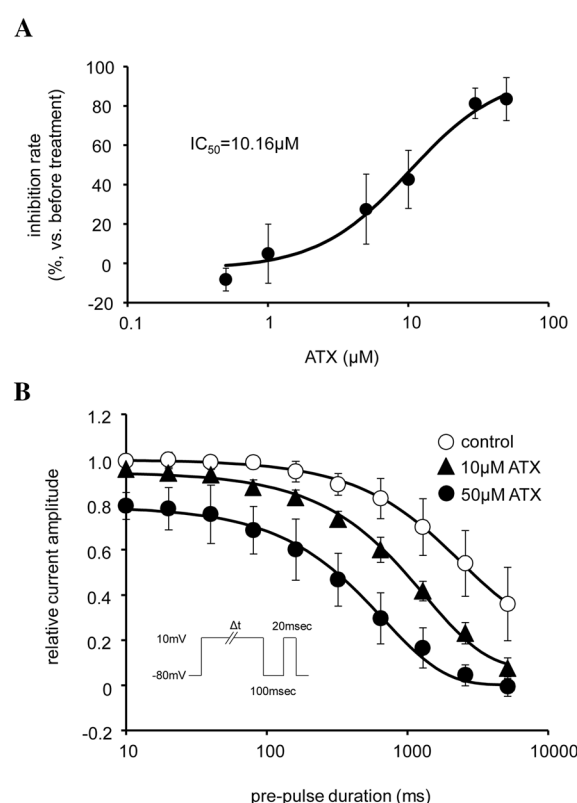 A
100
80
60
40
20
0
-20
inhibition rate
(%, vs. before treatment)
IC50=10.16μM
0.1
1
10
100
ATX (μM)
B
1.2
1.0
0.8
0.6
0.4
0.2
0
-0.2
relative current amplitude
control
10μM ATX
50μM ATX
Δt
20msec
10mV
-80mV
100msec
10
100
1000
10000
pre-pulse duration (ms)